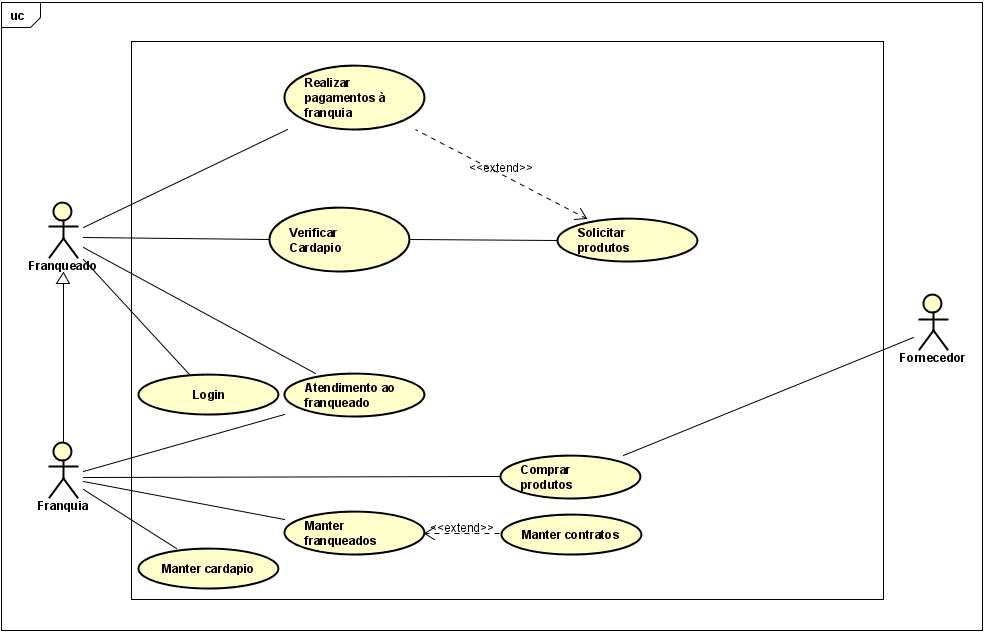 uc
Realizar
pagamentos à
franquia
<<extend>>
Verificar
Cardapio
Solicitar
produtos
Franqueado
Fornecedor
Login
Atendimento ao
franqueado
Comprar
produtos
Franquia
Manter
franqueados
<<extend>>
Manter contratos
Manter cardapio